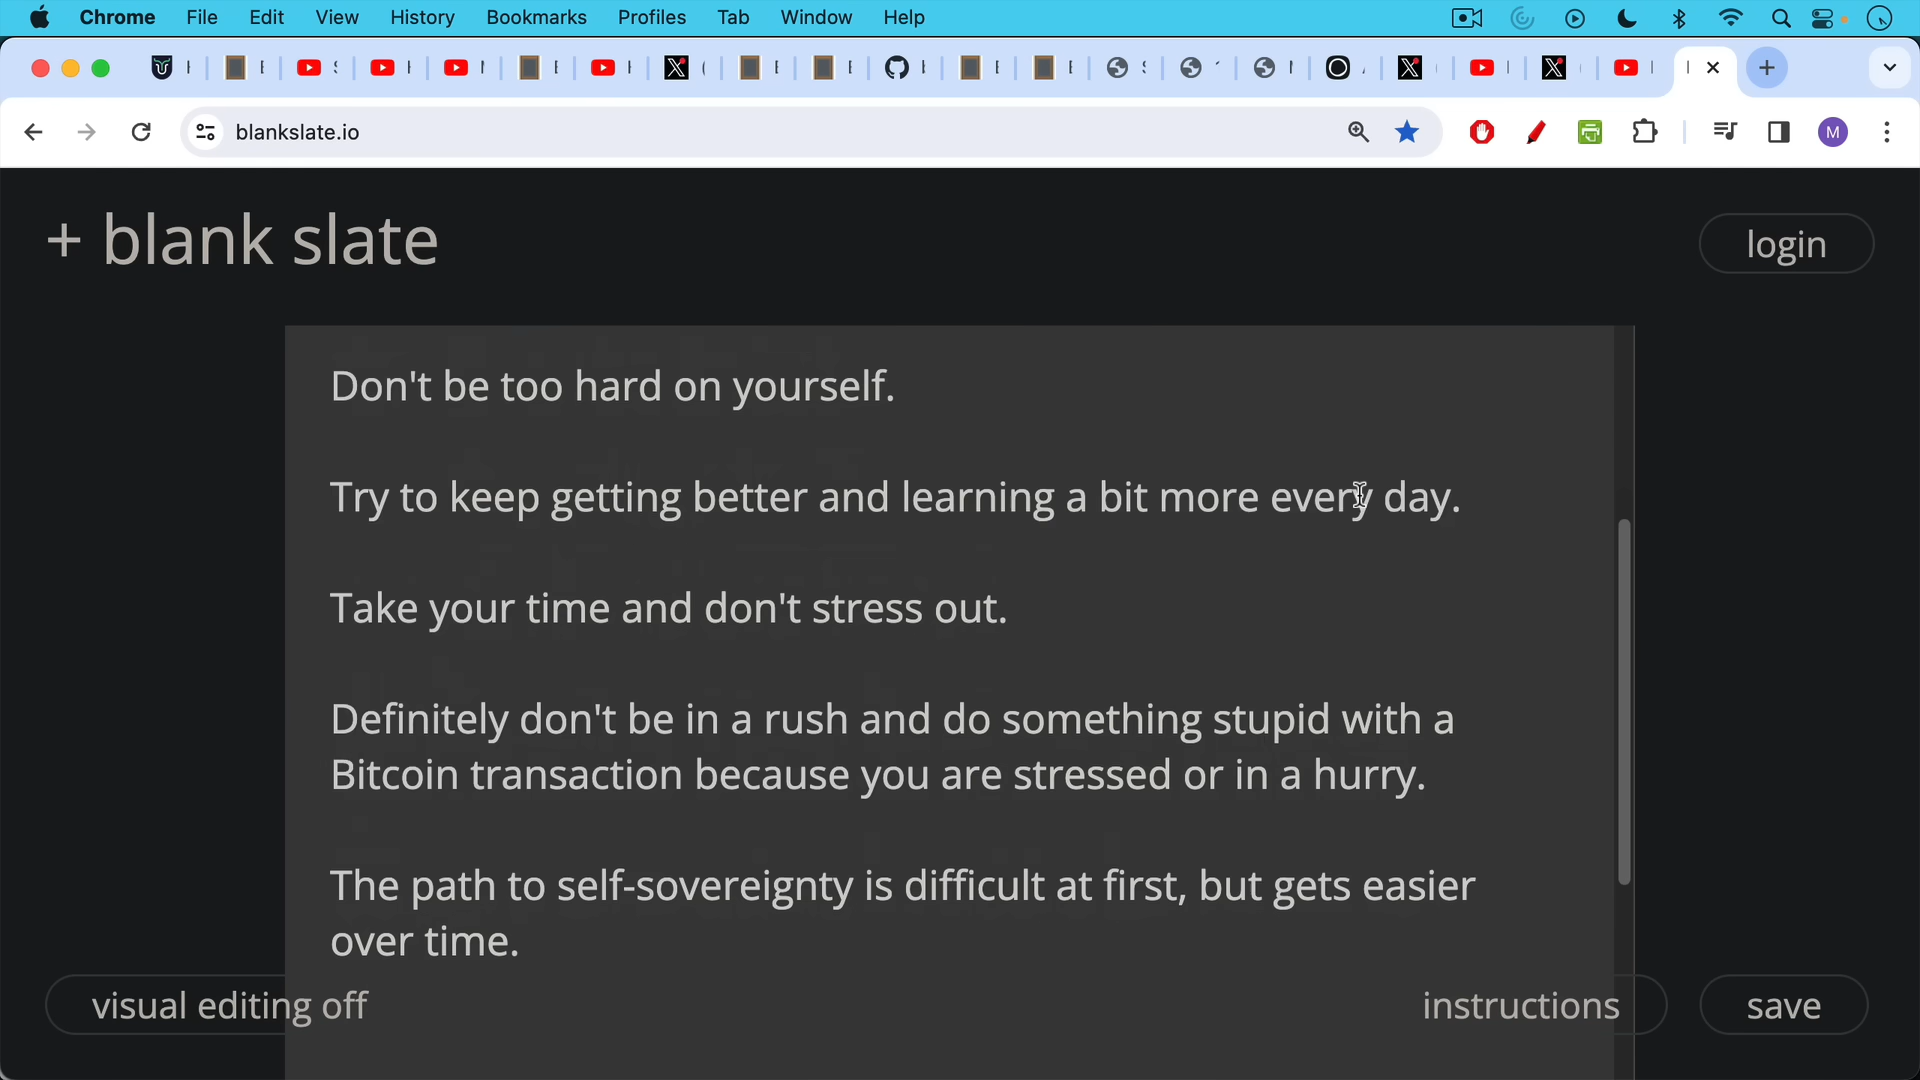 Chrome File Edit View History Bookmarks Profiles Tab Window Help
blankslate.io
M
+ blank slate
login
Don't be too hard on yourself.
Try to keep getting better and learning a bit more every day.
Take your time and don't stress out.
Definitely don't be in a rush and do something stupid with a
Bitcoin transaction because you are stressed or in a hurry.
The path to self-sovereignty is difficult at first, but gets easier
over time.
visual editing off
instructions
save